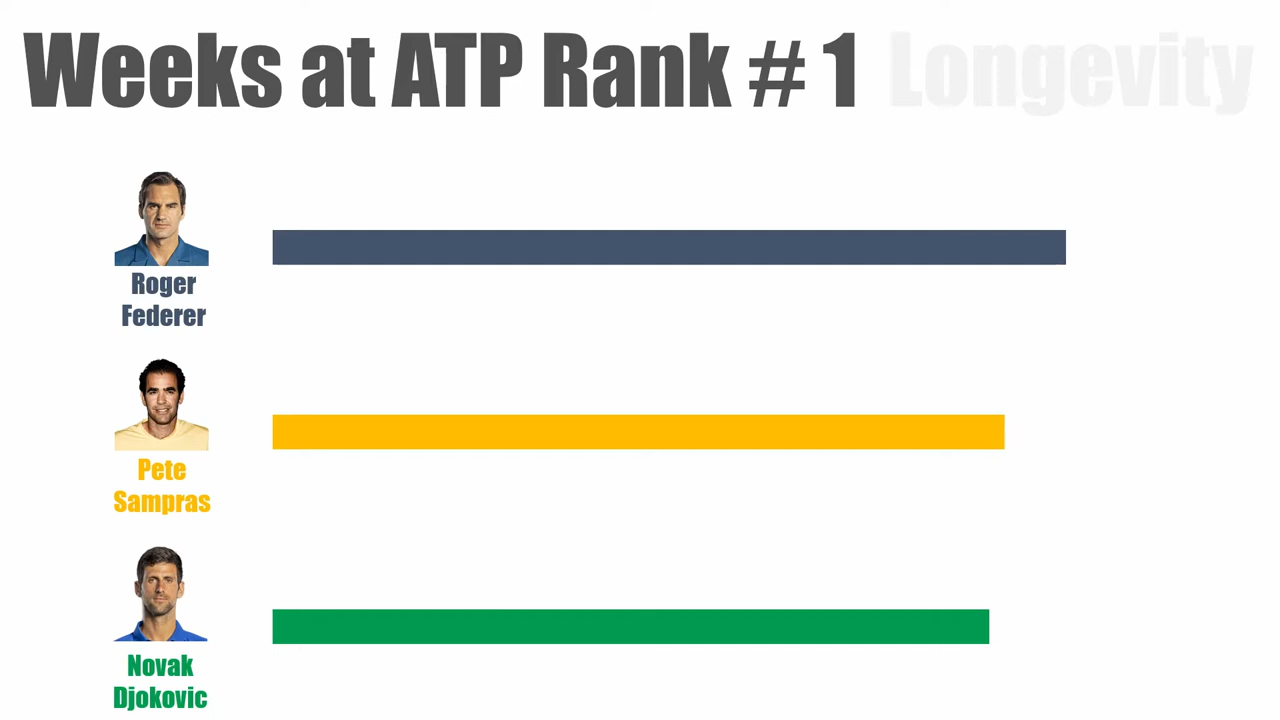 Weeks at ATP Rank # 1 Longevity
Roger
Federer
Pete
Sampras
Novak
Djokovic